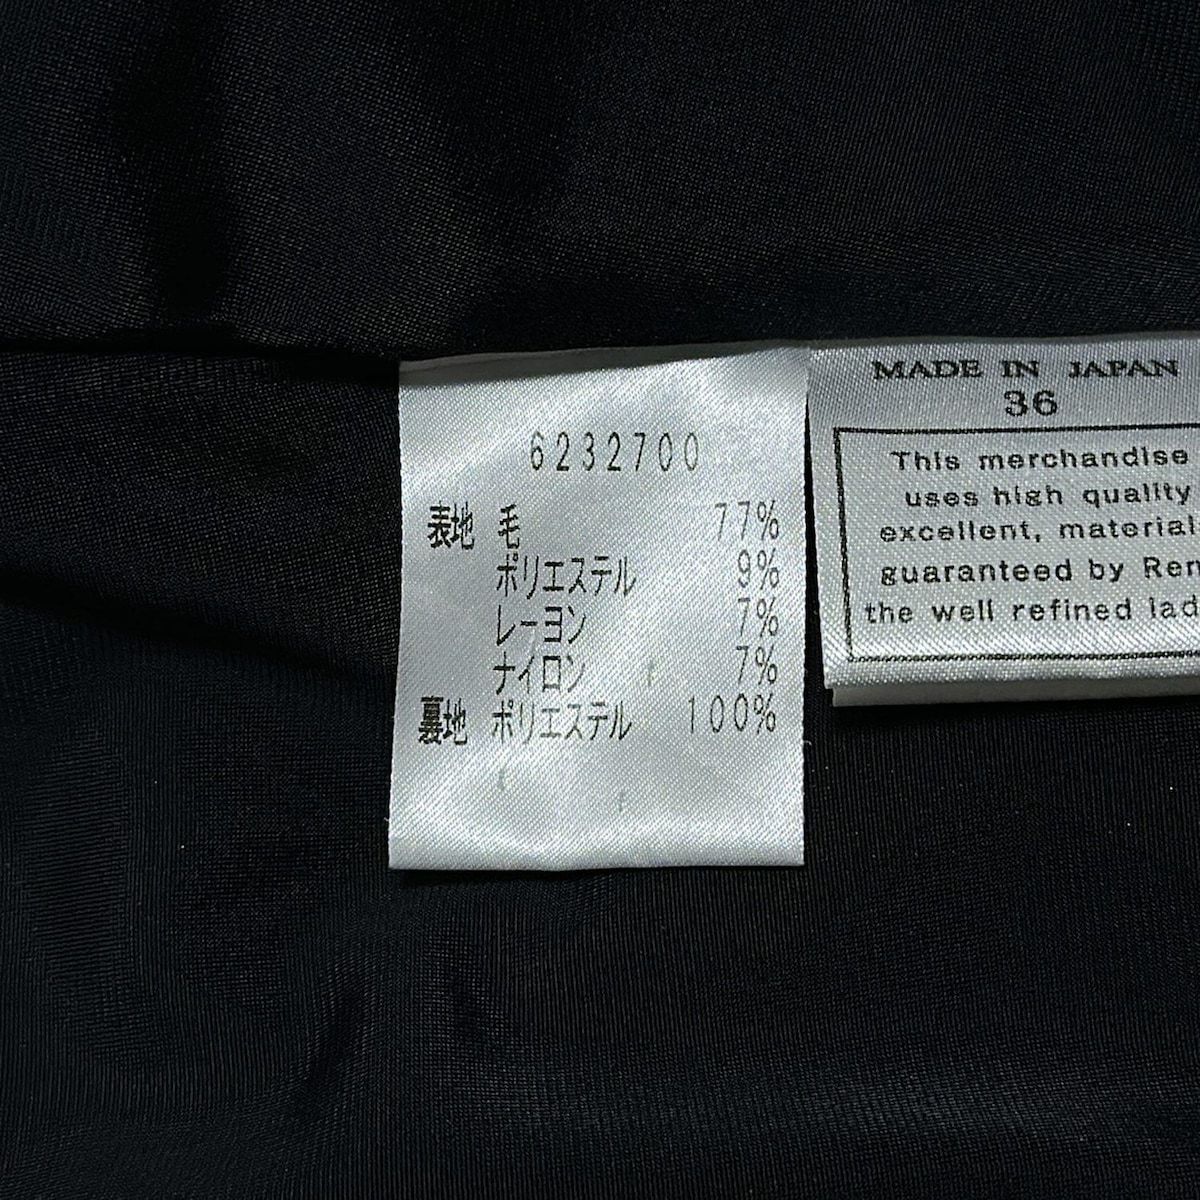 6232700
表地 毛 77%
ポリエステル 9%
レーヨン 7%
ナイロン 7%
裏地 ポリエステル 100%
MADE IN JAPAN
36
This merchandise
uses high quality
excellent, material
guaranteed by
the well refined